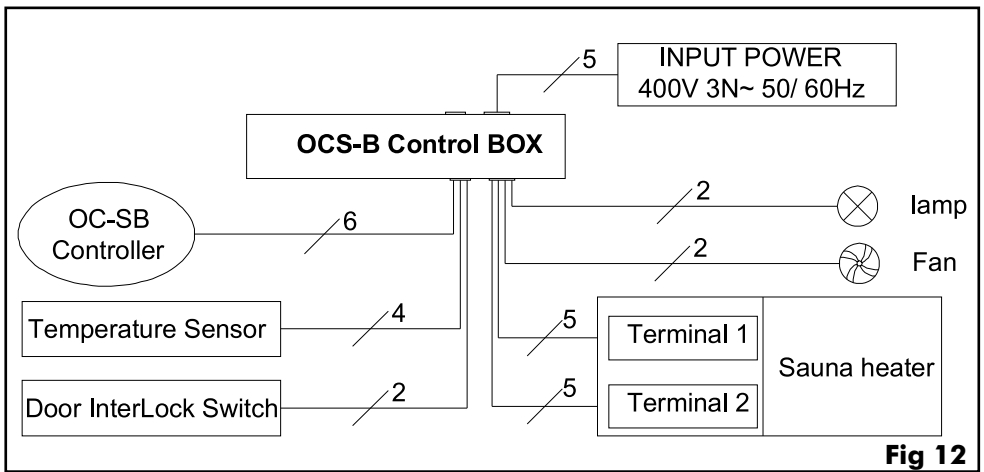 5
INPUT POWER
400V 3N~ 50/ 60Hz
OCS-B Control BOX
OC-SB
Controller
6
2
lamp
2
Fan
Temperature Sensor
4
5
Terminal 1
Sauna heater
Door InterLock Switch
2
5
Terminal 2
Fig 12